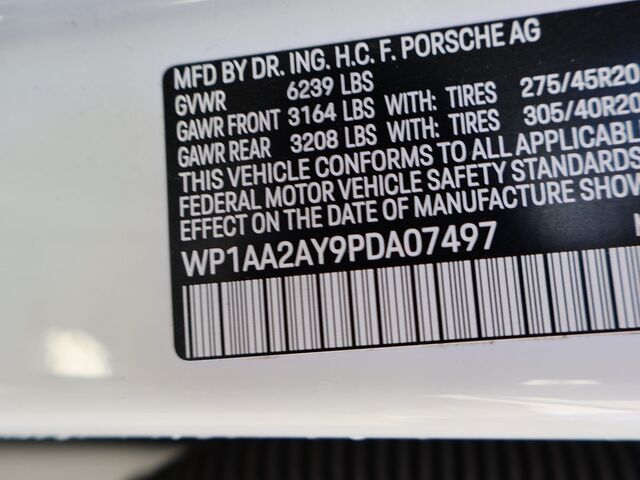 MFD BY DR. ING. H.C. F. PORSCHE AG
GVWR 6239 LBS
GAWR FRONT 3164 LBS WITH: TIRES 275/45R20
GAWR REAR 3208 LBS WITH: TIRES 305/40R20
THIS VEHICLE CONFORMS TO ALL APPLICABLE
FEDERAL MOTOR VEHICLE SAFETY STANDARDS
EFFECT ON THE DATE OF MANUFACTURE SHOW
WP1AA2AY9PDA07497